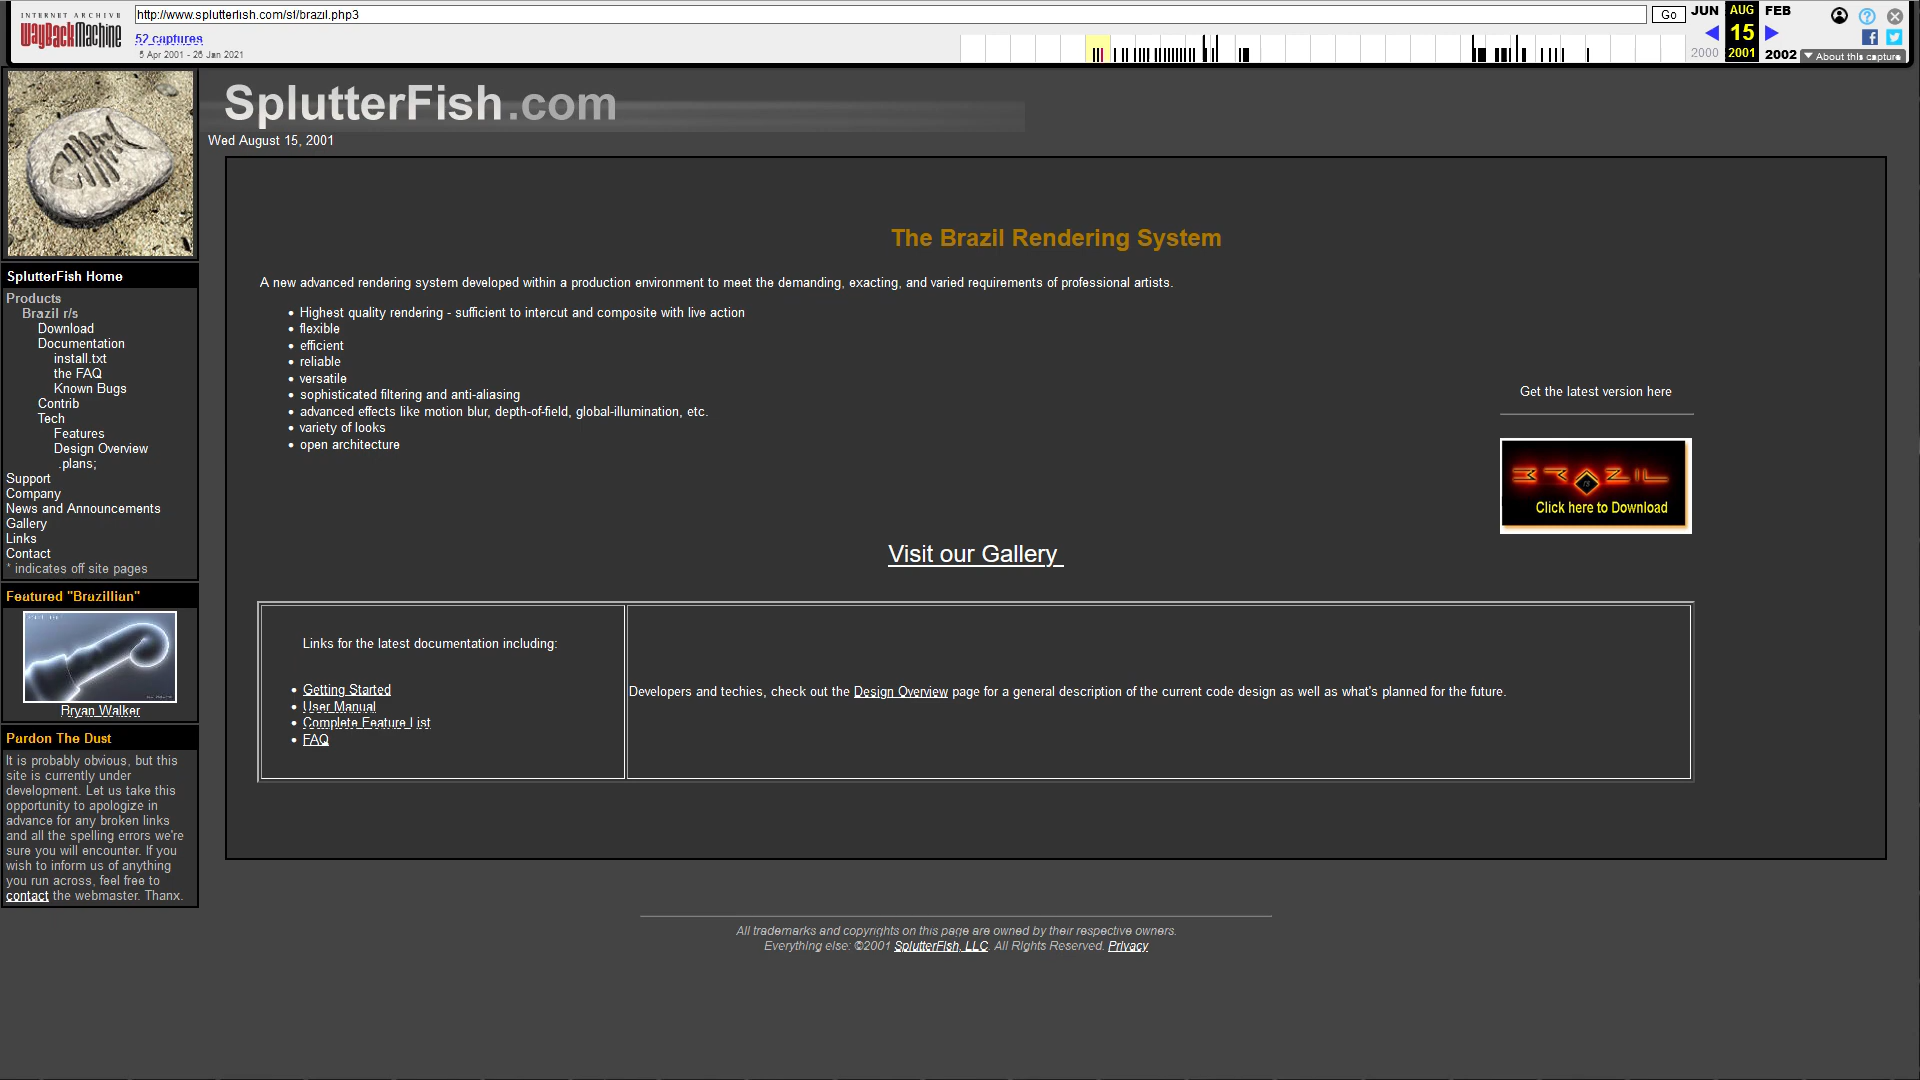 INTERNET ARCHIVE
WayBackMachine
http://www.splutterfish.com/sf/brazil.php3
Go
52 captures
5 Apr 2001 - 26 Jan 2021
JUN AUG FEB
15
2000 2001 2002
About this capture
SplutterFish.com
Wed August 15, 2001
SplutterFish Home
Products
Brazil r/s
Download
Documentation
install.txt
the FAQ
Known Bugs
Contrib
Tech
Features
Design Overview
.plans;
Support
Company
News and Announcements
Gallery
Links
Contact
* indicates off site pages
Featured "Brazillian"
Bryan Walker
Pardon The Dust
It is probably obvious, but this
site is currently under
development. Let us take this
opportunity to apologize in
advance for any broken links
and all the spelling errors we're
sure you will encounter. If you
wish to inform us of anything
you run across, feel free to
contact the webmaster. Thanx.
The Brazil Rendering System
A new advanced rendering system developed within a production environment to meet the demanding, exacting, and varied requirements of professional artists.
• Highest quality rendering - sufficient to intercut and composite with live action
• flexible
• efficient
• reliable
• versatile
• sophisticated filtering and anti-aliasing
• advanced effects like motion blur, depth-of-field, global-illumination, etc.
• variety of looks
• open architecture
Get the latest version here
BRAZIL
rs
Click here to Download
Visit our Gallery
Links for the latest documentation including:
• Getting Started
• User Manual
• Complete Feature List
• FAQ
Developers and techies, check out the Design Overview page for a general description of the current code design as well as what's planned for the future.
All trademarks and copyrights on this page are owned by their respective owners.
Everything else: ©2001 SplutterFish, LLC. All Rights Reserved. Privacy